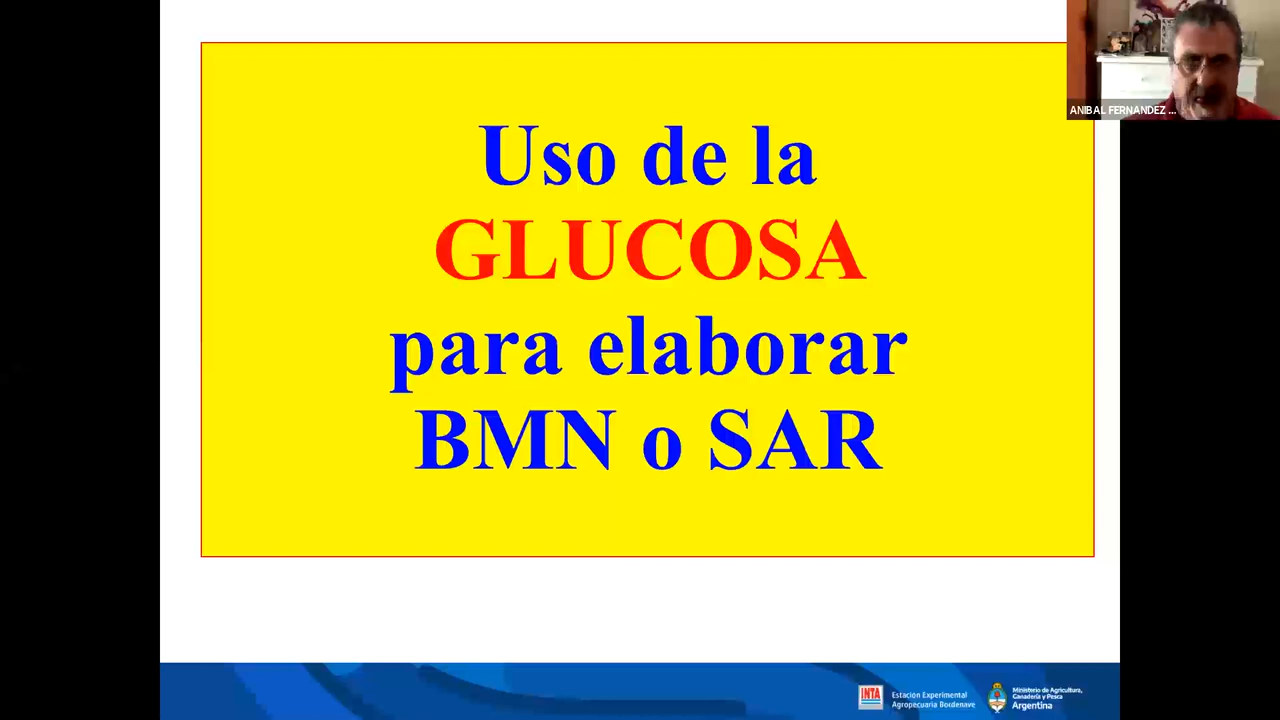 Uso de la
GLUCOSA
para elaborar
BMN o SAR
ANIBAL FERNANDEZ ...
INTA
Estación Experimental
Agropecuaria Bordenave
Ministerio de Agricultura,
Ganadería y Pesca
Argentina